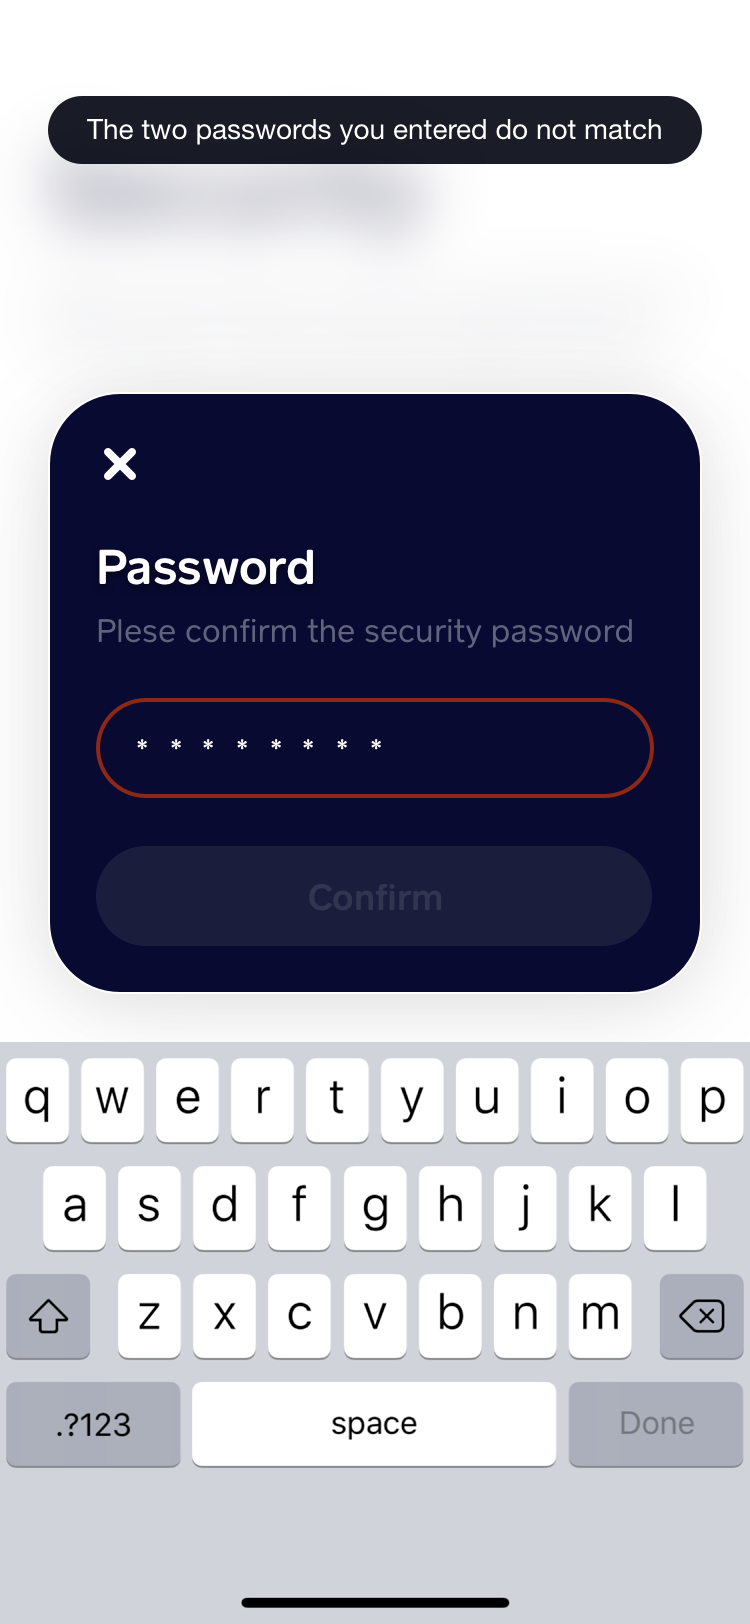 The two passwords you entered do not match
Password
Plese confirm the security password
* * * * * * * *
Confirm
q w e r t y u i o p
a s d f g h j k l
z x c v b n m
.?123 space Done